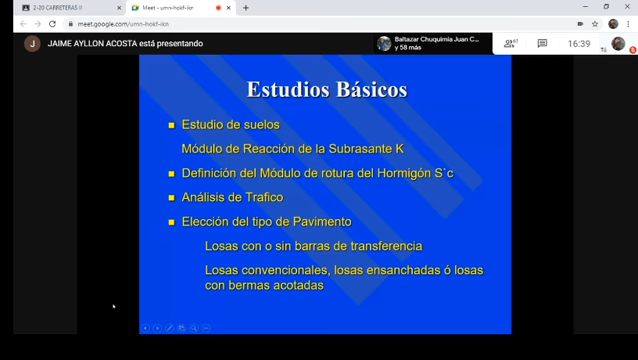 2-20 CARRETERAS II
Meet - umn-hokf-ikn
meet.google.com/umn-hokf-ikn
J JAIME AYLLON ACOSTA está presentando
Baltazar Chuquimia Juan C...
y 58 más
61
16:39
Estudios Básicos
Estudio de suelos
Módulo de Reacción de la Subrasante K
Definición del Módulo de rotura del Hormigón S`c
Análisis de Trafico
Elección del tipo de Pavimento
Losas con o sin barras de transferencia
Losas convencionales, losas ensanchadas ó losas
con bermas acotadas